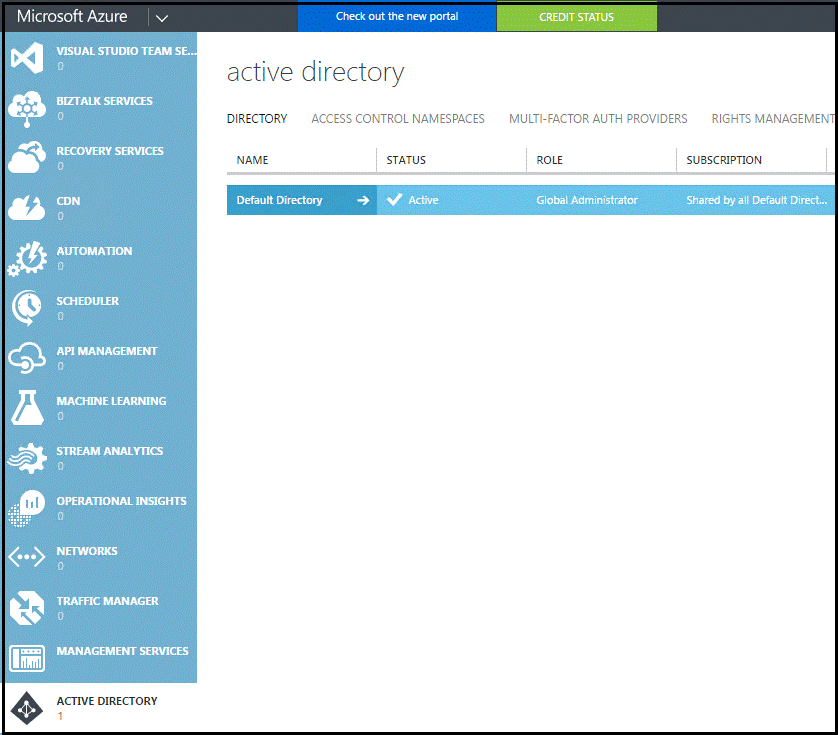 Microsoft Azure
Check out the new portal
CREDIT STATUS
VISUAL STUDIO TEAM SE...
0
BIZTALK SERVICES
0
RECOVERY SERVICES
0
CDN
0
AUTOMATION
0
SCHEDULER
0
API MANAGEMENT
0
MACHINE LEARNING
0
STREAM ANALYTICS
0
OPERATIONAL INSIGHTS
0
NETWORKS
0
TRAFFIC MANAGER
0
MANAGEMENT SERVICES
ACTIVE DIRECTORY
1
active directory
DIRECTORY ACCESS CONTROL NAMESPACES MULTI-FACTOR AUTH PROVIDERS RIGHTS MANAGEMENT
NAME STATUS ROLE SUBSCRIPTION
Default Directory Active Global Administrator Shared by all Default Direct...